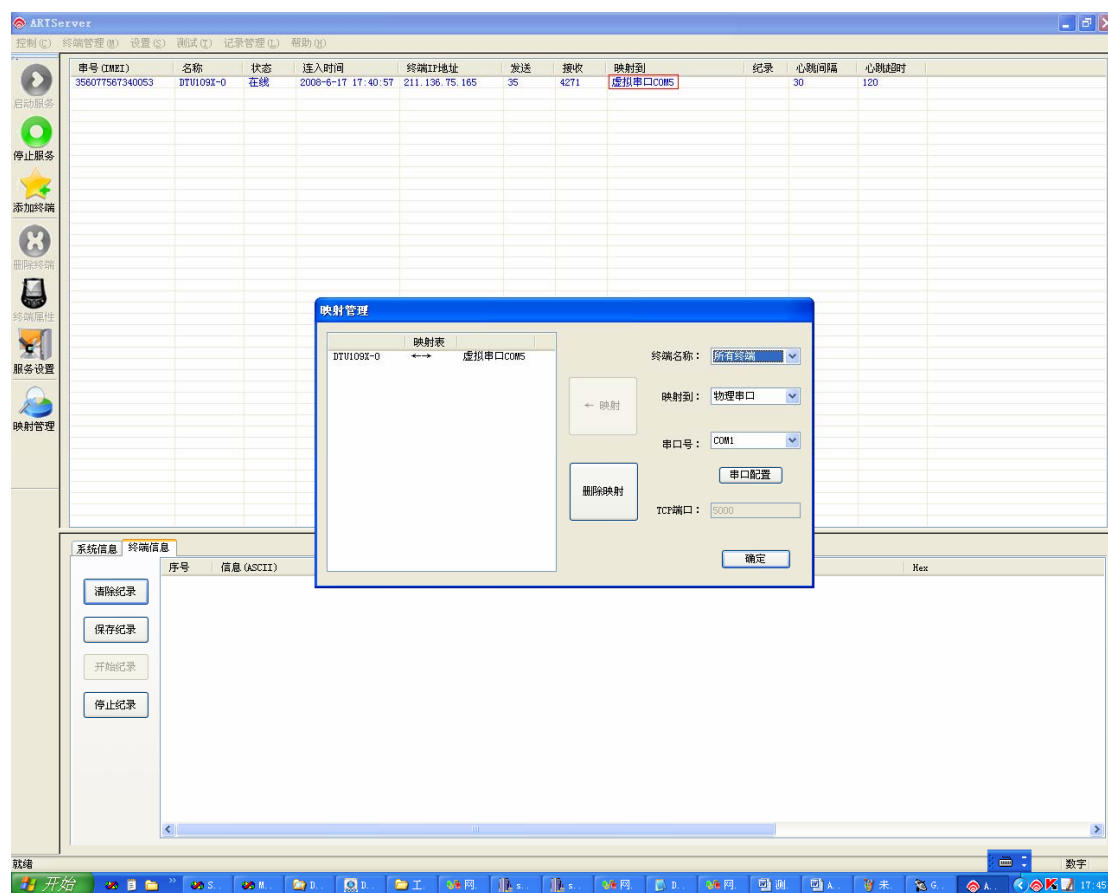 ARTServer
控制(C) 终端管理(M) 设置(S) 测试(T) 记录管理(L) 帮助(H)
串号(IMEI) 名称 状态 连入时间 终端IP地址 发送 接收 映射到 纪录 心跳间隔 心跳超时
356077567340053 DTU109X-0 在线 2008-6-17 17:40:57 211.136.75.165 35 4271 虚拟串口COM5 30 120
启动服务
停止服务
添加终端
删除终端
终端属性
服务设置
映射管理
映射管理
映射表
DTU109X-0 ←→ 虚拟串口COM5
← 映射
删除映射
终端名称： 所有终端
映射到： 物理串口
串口号： COM1
串口配置
TCP端口： 5000
确定
系统信息 终端信息
序号 信息(ASCII) Hex
清除纪录
保存纪录
开始纪录
停止纪录
就绪 数字
开始 » S.. M.. D.. D.. 工.. 网.. s.. s.. 网.. D.. 网.. 测.. A.. 未.. G.. A.. 17:45